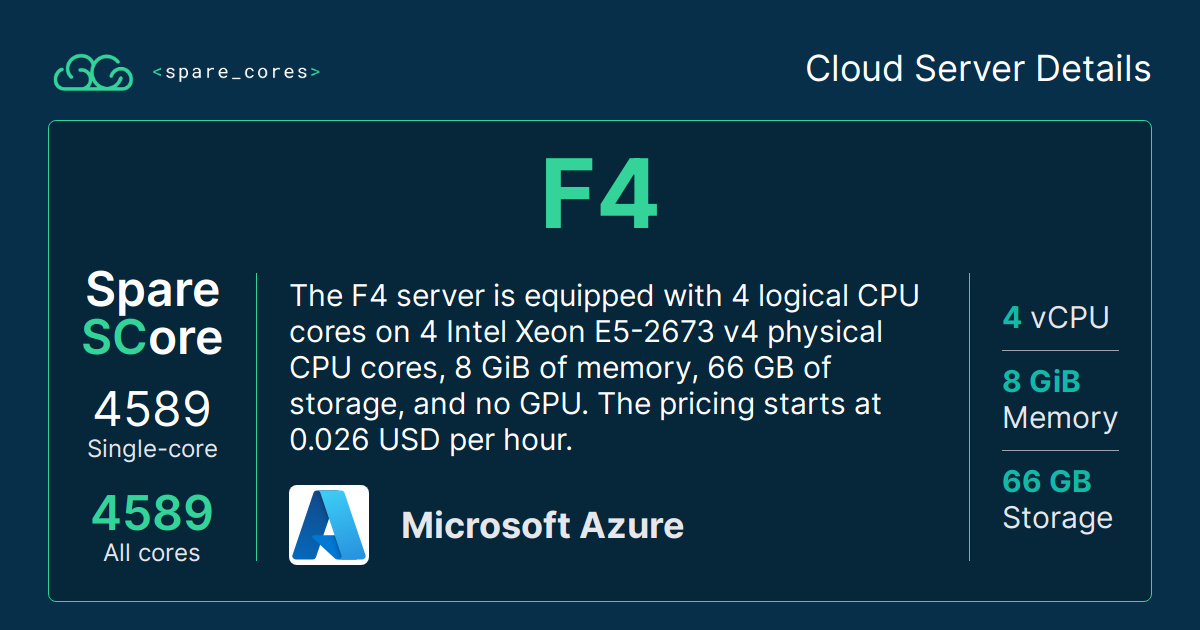 <spare_cores>
Cloud Server Details
F4
Spare
SCore
4589
Single-core
4589
All cores
The F4 server is equipped with 4 logical CPU
cores on 4 Intel Xeon E5-2673 v4 physical
CPU cores, 8 GiB of memory, 66 GB of
storage, and no GPU. The pricing starts at
0.026 USD per hour.
Microsoft Azure
4 vCPU
8 GiB
Memory
66 GB
Storage